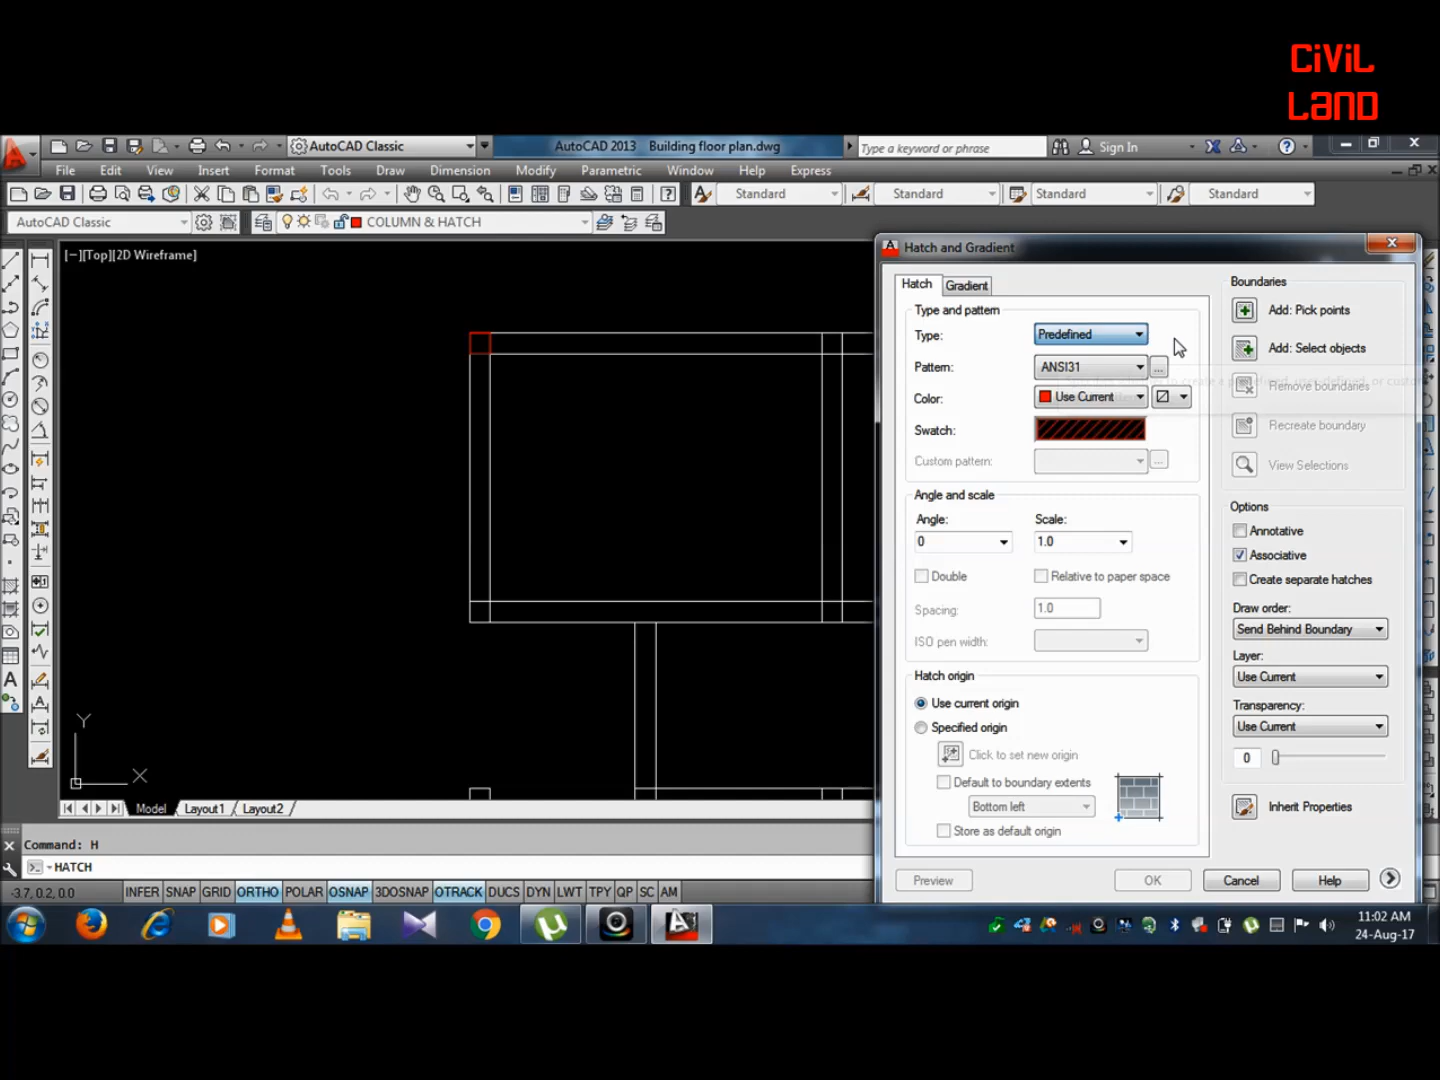 CiViL
LAND
AutoCAD Classic
AutoCAD 2013 Building floor plan.dwg
Type a keyword or phrase
Sign In
File Edit View Insert Format Tools Draw Dimension Modify Parametric Window Help Express
Standard Standard Standard Standard
AutoCAD Classic
COLUMN & HATCH
[−][Top][2D Wireframe]
Hatch and Gradient
Hatch Gradient
Type and pattern
Type: Predefined
Pattern: ANSI31
Color: Use Current
Swatch:
Custom pattern:
Angle and scale
Angle: Scale:
0 1.0
Double Relative to paper space
Spacing: 1.0
ISO pen width:
Hatch origin
Use current origin
Specified origin
Click to set new origin
Default to boundary extents
Bottom left
Store as default origin
Boundaries
Add: Pick points
Add: Select objects
Remove boundaries
Recreate boundary
View Selections
Options
Annotative
Associative
Create separate hatches
Draw order:
Send Behind Boundary
Layer:
Use Current
Transparency:
Use Current
0
Inherit Properties
Preview OK Cancel Help
Y
X
Model Layout1 Layout2
Command: H
HATCH
-3.7, 0.2, 0.0 INFER SNAP GRID ORTHO POLAR OSNAP 3DOSNAP OTRACK DUCS DYN LWT TPY QP SC AM
11:02 AM
24-Aug-17